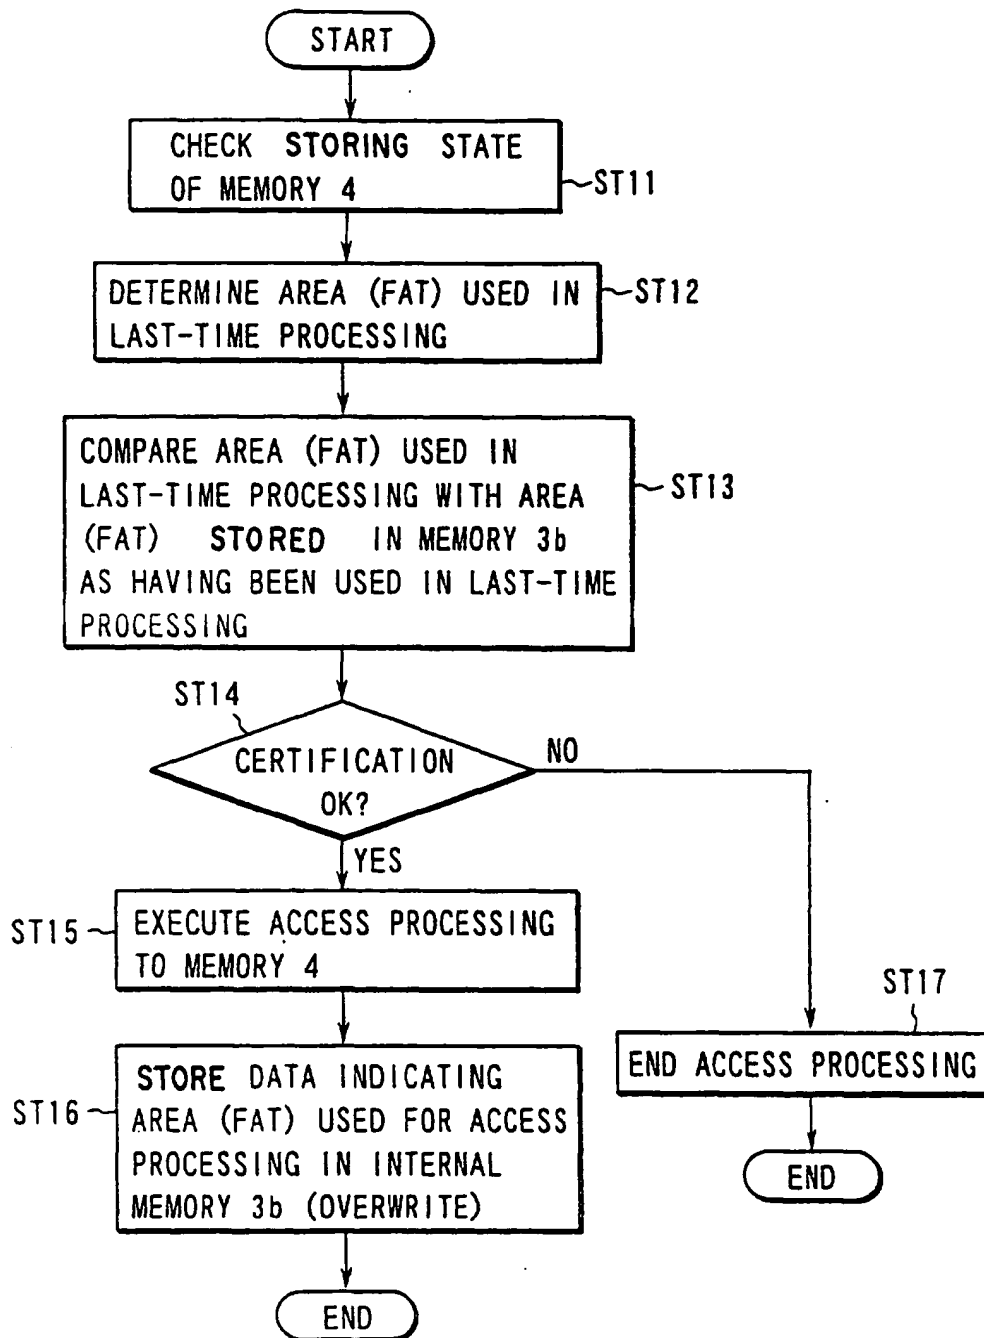 START
CHECK STORING STATE
OF MEMORY 4
ST11
DETERMINE AREA (FAT) USED IN
LAST-TIME PROCESSING
ST12
COMPARE AREA (FAT) USED IN
LAST-TIME PROCESSING WITH AREA
(FAT) STORED IN MEMORY 3b
AS HAVING BEEN USED IN LAST-TIME
PROCESSING
ST13
ST14
CERTIFICATION
OK?
NO
YES
ST15
EXECUTE ACCESS PROCESSING
TO MEMORY 4
ST17
END ACCESS PROCESSING
ST16
STORE DATA INDICATING
AREA (FAT) USED FOR ACCESS
PROCESSING IN INTERNAL
MEMORY 3b (OVERWRITE)
END
END